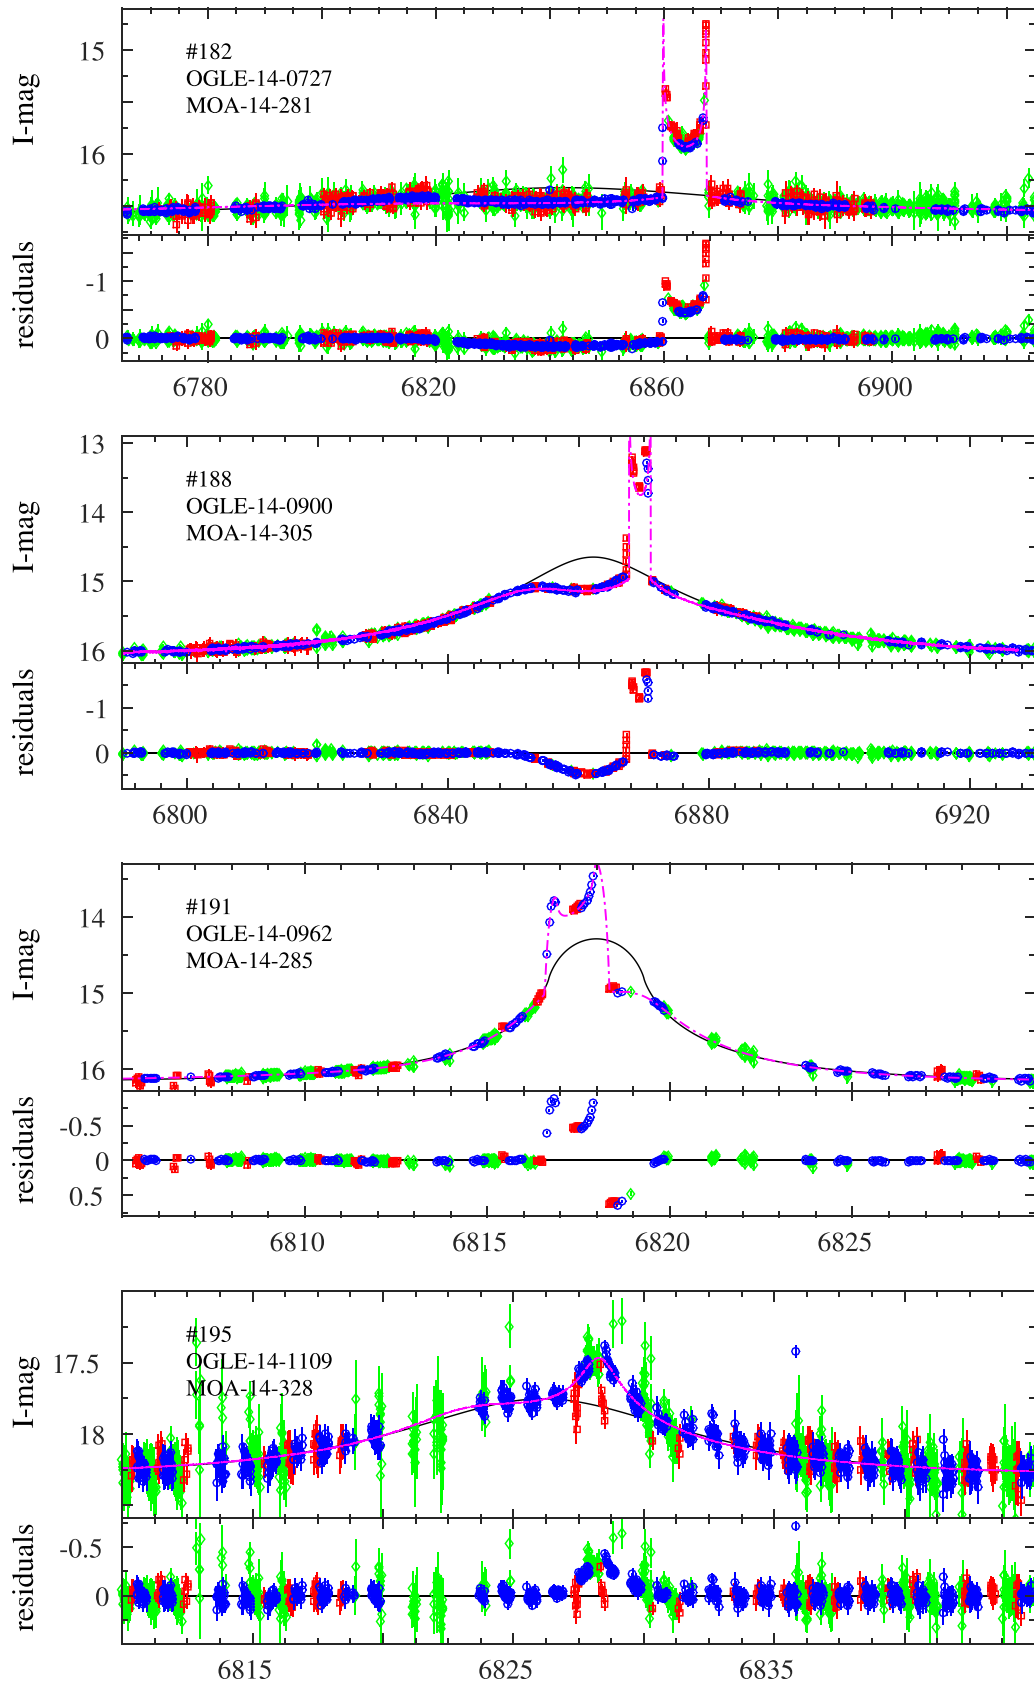 I-mag
15
16
#182
OGLE-14-0727
MOA-14-281
residuals
-1
0
6780 6820 6860 6900
I-mag
13
14
15
16
#188
OGLE-14-0900
MOA-14-305
residuals
-1
0
6800 6840 6880 6920
I-mag
14
15
16
#191
OGLE-14-0962
MOA-14-285
residuals
-0.5
0
0.5
6810 6815 6820 6825
I-mag
17.5
18
#195
OGLE-14-1109
MOA-14-328
residuals
-0.5
0
6815 6825 6835